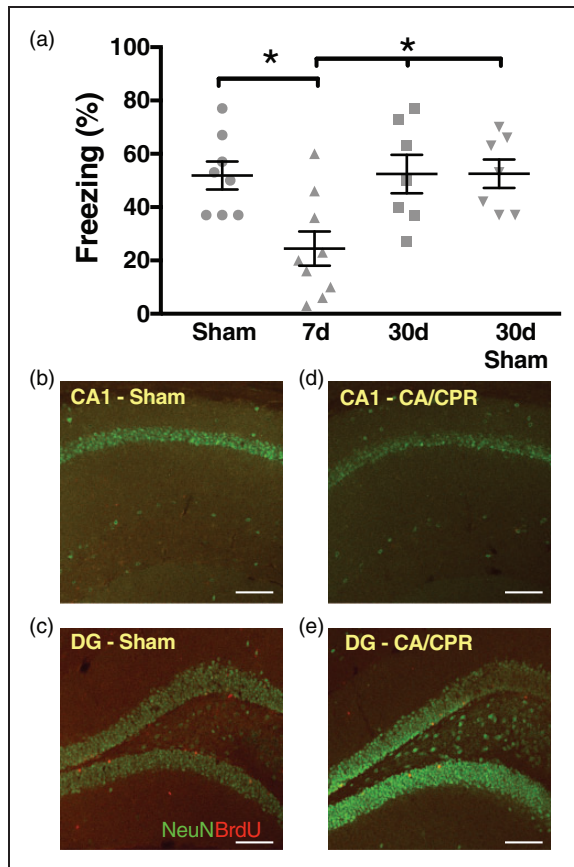 (a)
*
*
Freezing (%)
100
80
60
40
20
0
Sham
7d
30d
30d
Sham
(b)
CA1 - Sham
(d)
CA1 - CA/CPR
(c)
DG - Sham
NeuNBrdU
(e)
DG - CA/CPR